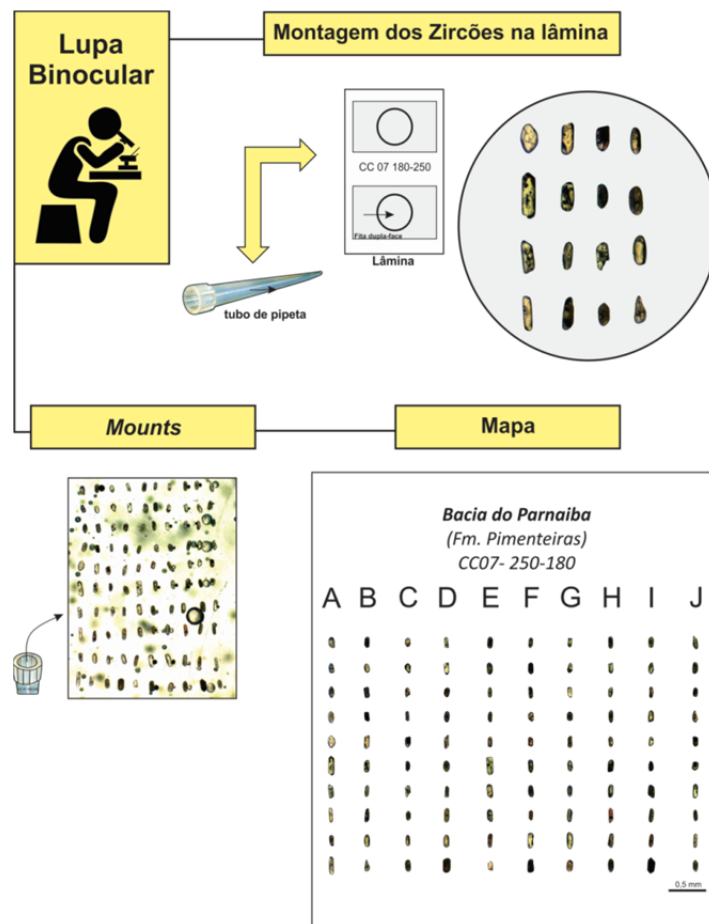 Lupa
Binocular
Montagem dos Zircões na lâmina
CC 07 180-250
Fita dupla-face
Lâmina
tubo de pipeta
Mounts
Mapa
Bacia do Parnaiba
(Fm. Pimenteiras)
CC07- 250-180
A B C D E F G H I J
0,5 mm